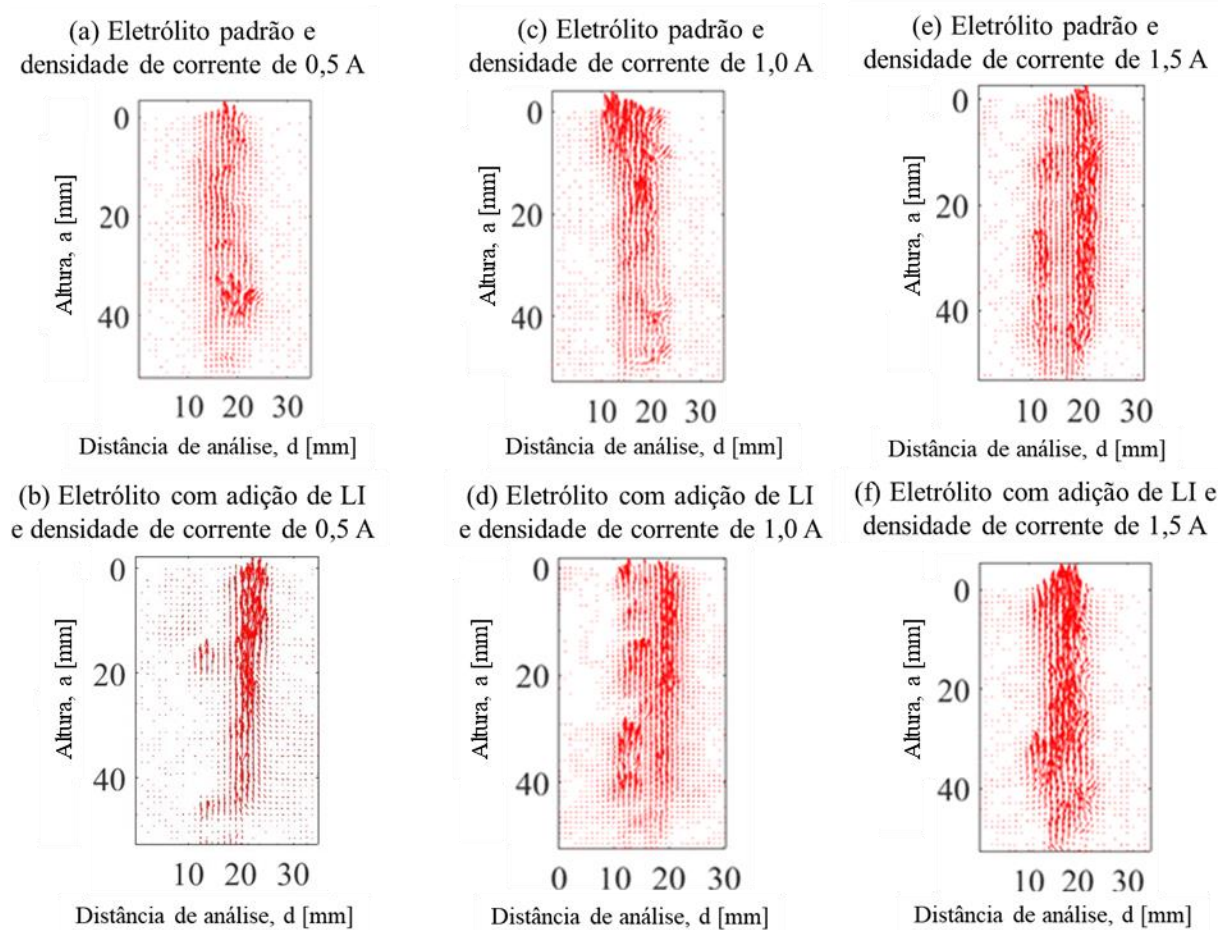 (a) Eletrólito padrão e
densidade de corrente de 0,5 A
Altura, a [mm]
0
20
40
10 20 30
Distância de análise, d [mm]
(c) Eletrólito padrão e
densidade de corrente de 1,0 A
Altura, a [mm]
0
20
40
10 20 30
Distância de análise, d [mm]
(e) Eletrólito padrão e
densidade de corrente de 1,5 A
Altura, a [mm]
0
20
40
10 20 30
Distância de análise, d [mm]
(b) Eletrólito com adição de LI
e densidade de corrente de 0,5 A
Altura, a [mm]
0
20
40
10 20 30
Distância de análise, d [mm]
(d) Eletrólito com adição de LI
e densidade de corrente de 1,0 A
Altura, a [mm]
0
20
40
0 10 20 30
Distância de análise, d [mm]
(f) Eletrólito com adição de LI e
densidade de corrente de 1,5 A
Altura, a [mm]
0
20
40
10 20 30
Distância de análise, d [mm]